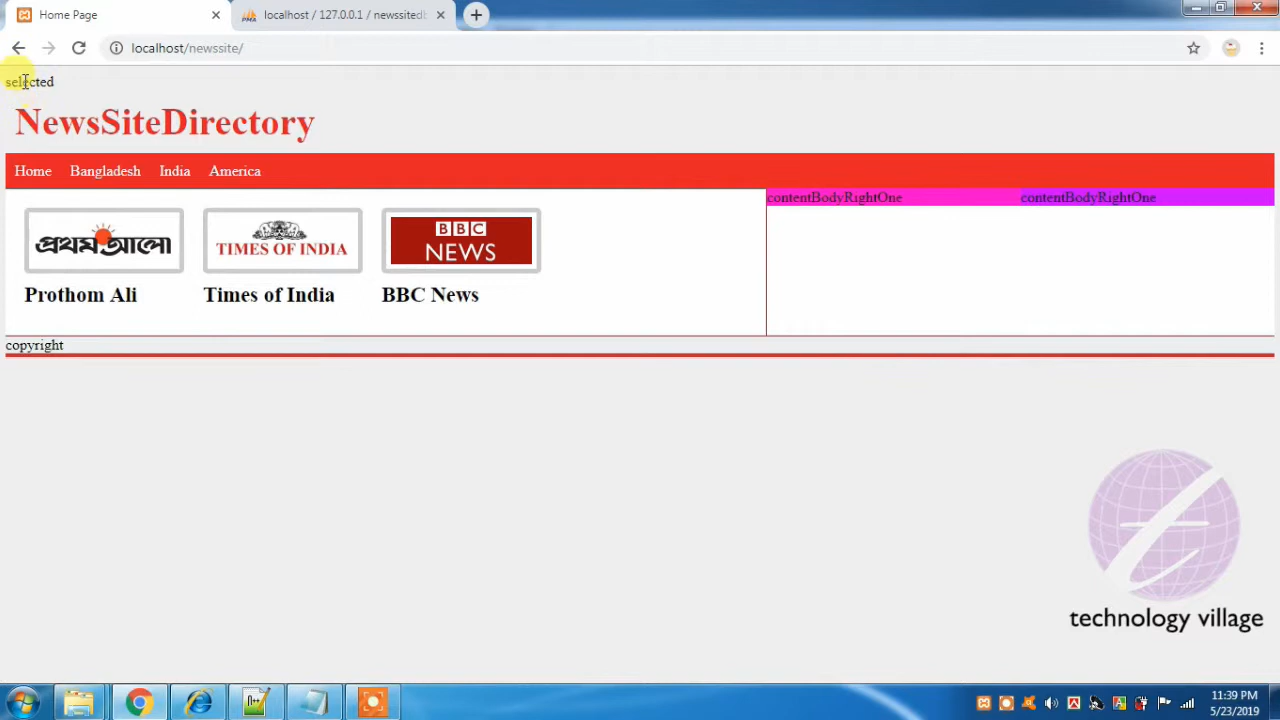 Home Page
localhost / 127.0.0.1 / newssitedb
localhost/newssite/
selected
NewsSiteDirectory
Home Bangladesh India America
contentBodyRightOne contentBodyRightOne
প্রথম আলো
TIMES OF INDIA
BBC
NEWS
Prothom Ali Times of India BBC News
copyright
technology village
11:39 PM
5/23/2019